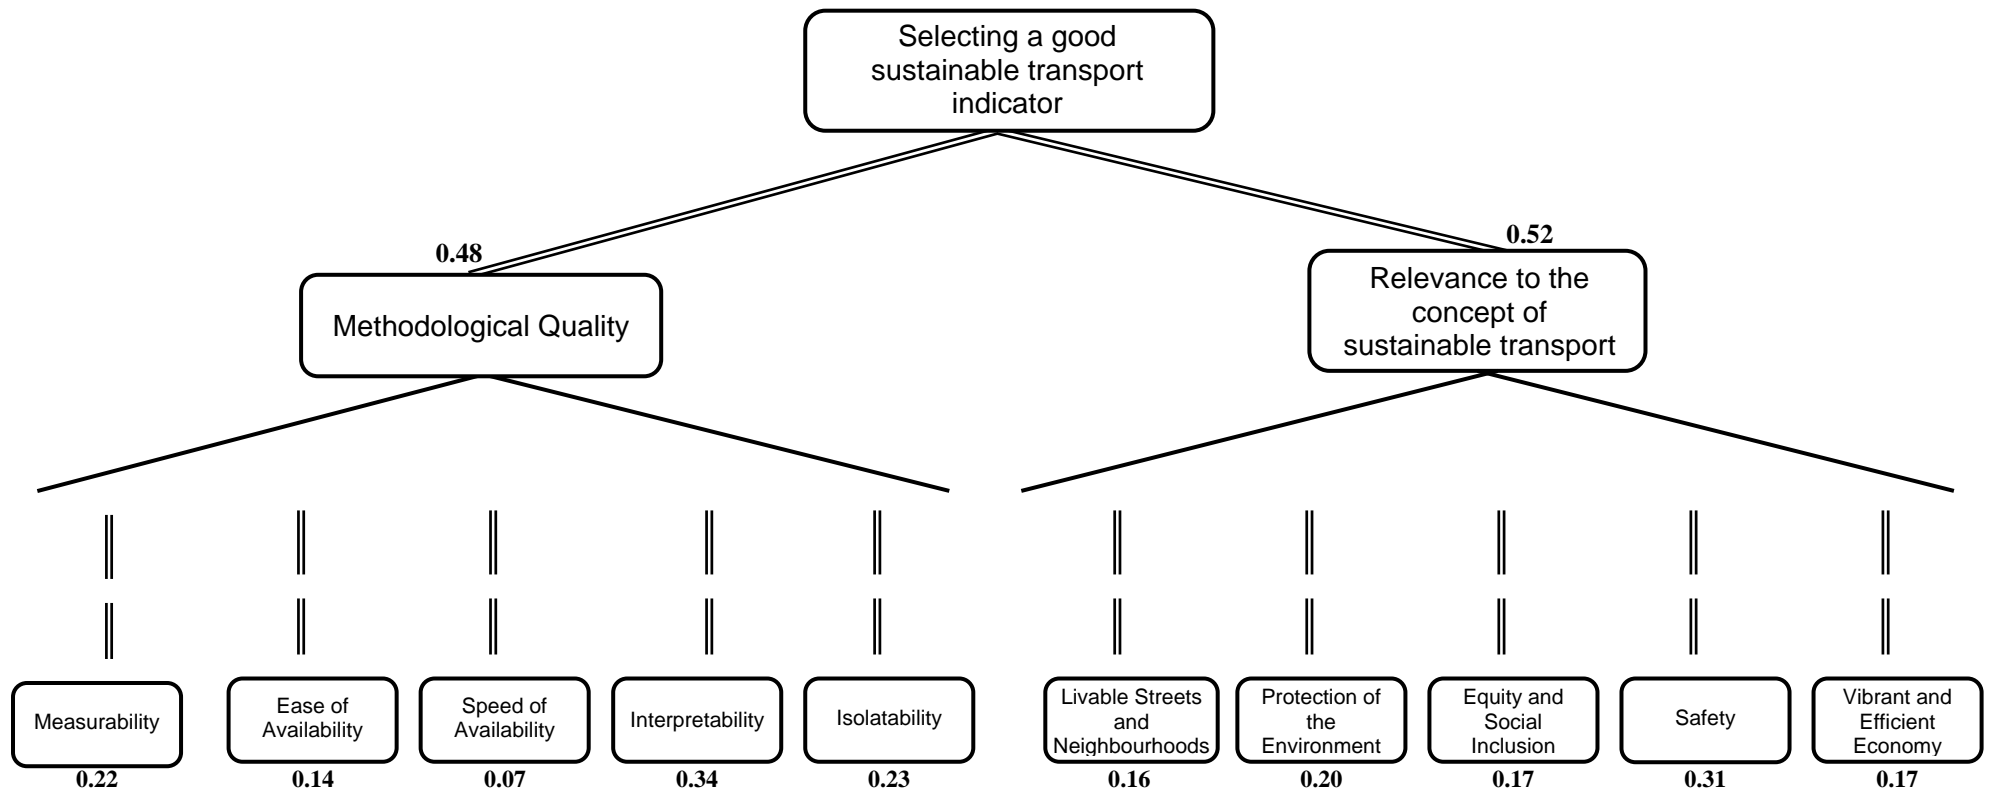 Selecting a good
sustainable transport
indicator
0.48
0.52
Methodological Quality
Relevance to the
concept of
sustainable transport
Measurability
Ease of
Availability
Speed of
Availability
Interpretability
Isolatability
Livable Streets
and
Neighbourhoods
Protection of
the
Environment
Equity and
Social
Inclusion
Safety
Vibrant and
Efficient
Economy
0.22
0.14
0.07
0.34
0.23
0.16
0.20
0.17
0.31
0.17